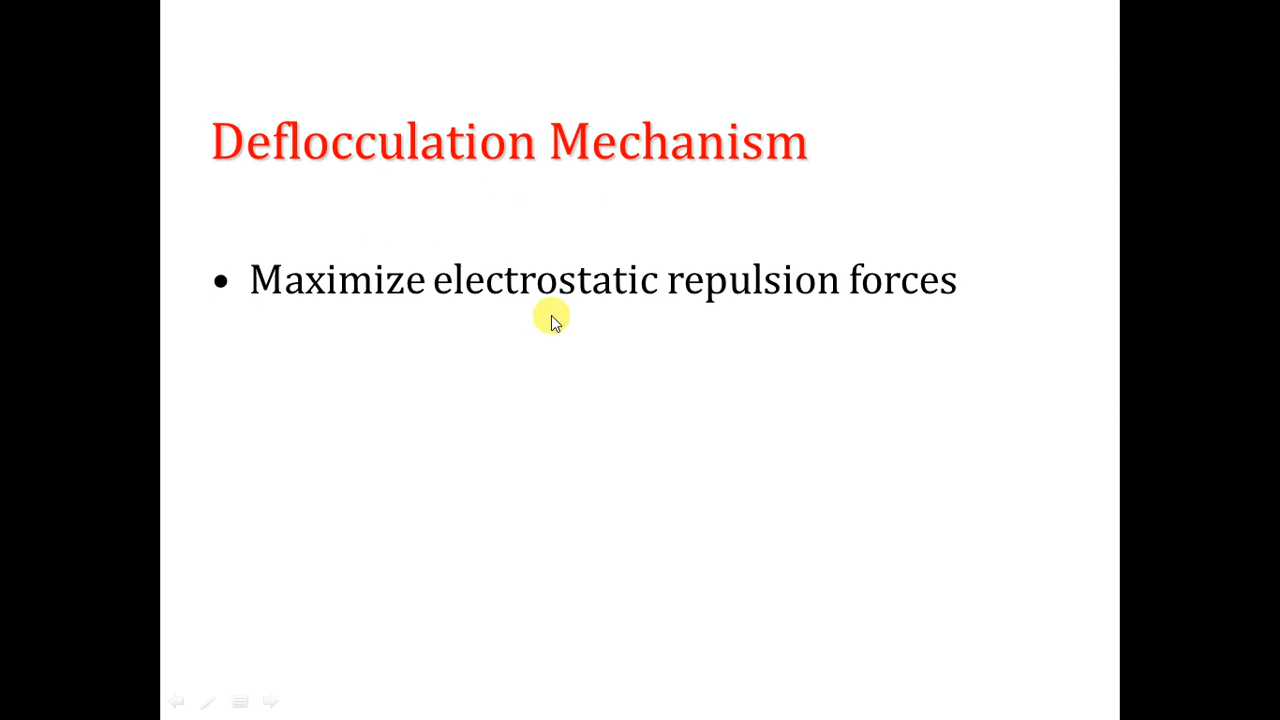 Deflocculation Mechanism
• Maximize electrostatic repulsion forces